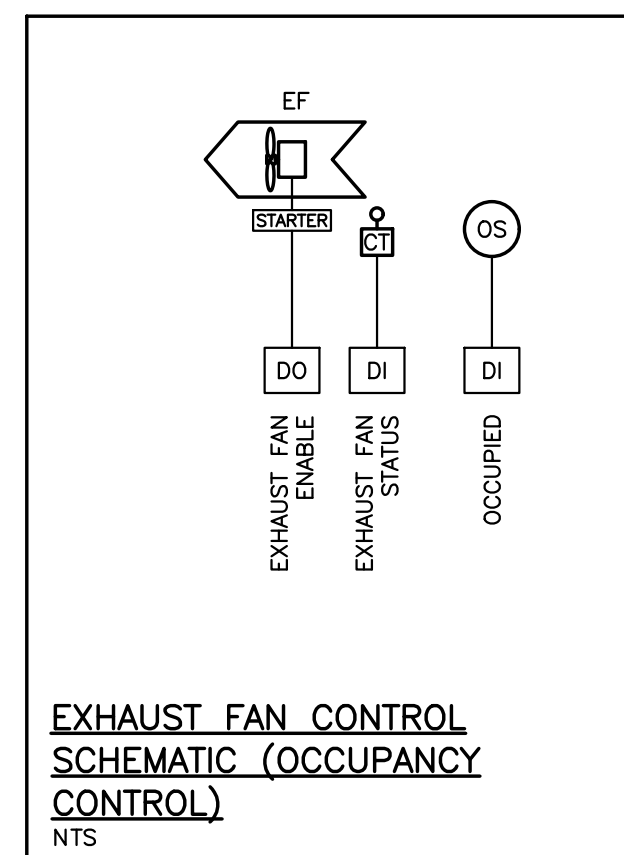 EF
STARTER
CT
OS
DO
DI
DI
EXHAUST FAN
ENABLE
EXHAUST FAN
STATUS
OCCUPIED
EXHAUST FAN CONTROL
SCHEMATIC (OCCUPANCY
CONTROL)
NTS